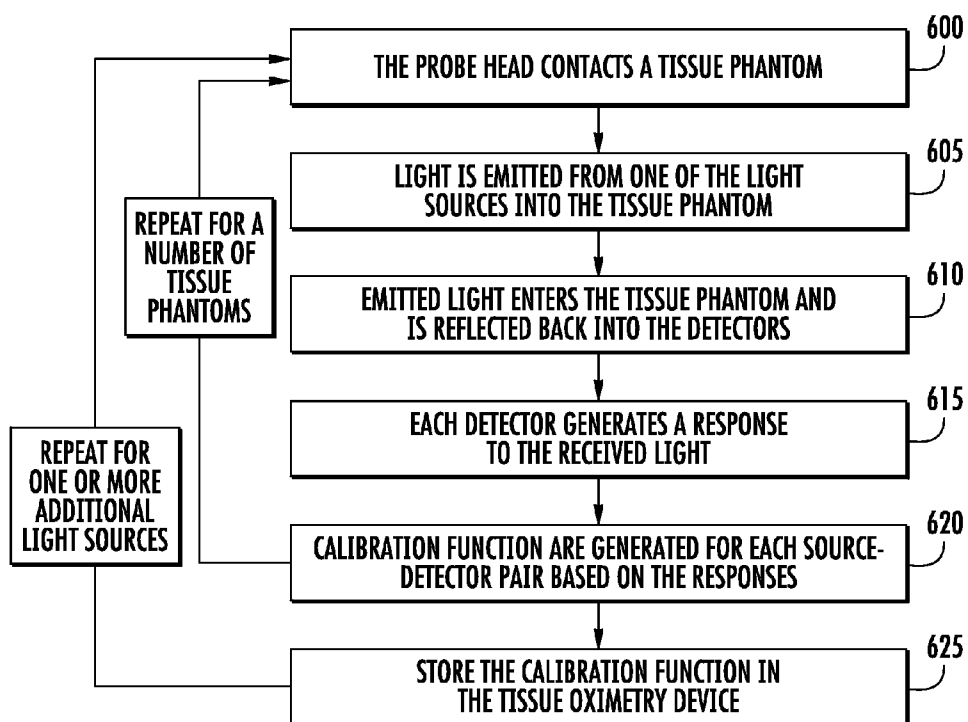 600
THE PROBE HEAD CONTACTS A TISSUE PHANTOM
605
LIGHT IS EMITTED FROM ONE OF THE LIGHT
SOURCES INTO THE TISSUE PHANTOM
REPEAT FOR A
NUMBER OF
TISSUE
PHANTOMS
610
EMITTED LIGHT ENTERS THE TISSUE PHANTOM AND
IS REFLECTED BACK INTO THE DETECTORS
615
EACH DETECTOR GENERATES A RESPONSE
TO THE RECEIVED LIGHT
REPEAT FOR
ONE OR MORE
ADDITIONAL
LIGHT SOURCES
620
CALIBRATION FUNCTION ARE GENERATED FOR EACH SOURCE-
DETECTOR PAIR BASED ON THE RESPONSES
625
STORE THE CALIBRATION FUNCTION IN
THE TISSUE OXIMETRY DEVICE